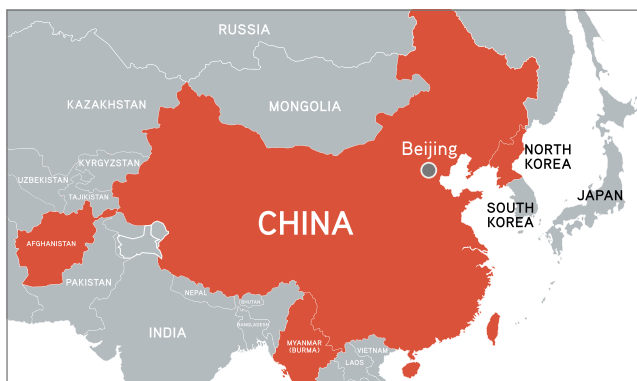 RUSSIA
KAZAKHSTAN
MONGOLIA
Beijing
NORTH
KOREA
KYRGYZSTAN
UZBEKISTAN
TAJIKISTAN
JAPAN
SOUTH
KOREA
CHINA
AFGHANISTAN
PAKISTAN
NEPAL
BHUTAN
BANGLADESH
INDIA
MYANMAR
(BURMA)
VIETNAM
LAOS